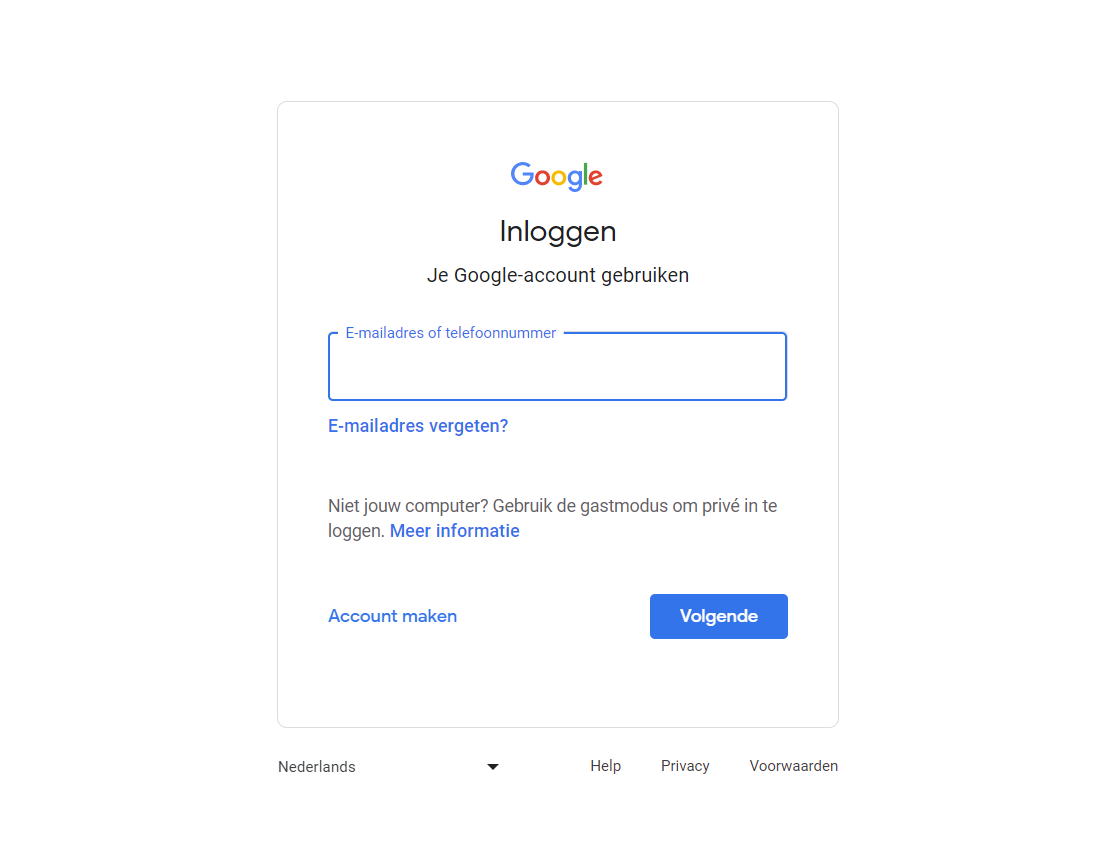 Google
Inloggen
Je Google-account gebruiken
E-mailadres of telefoonnummer
E-mailadres vergeten?
Niet jouw computer? Gebruik de gastmodus om privé in te
loggen. Meer informatie
Account maken
Volgende
Nederlands
Help
Privacy
Voorwaarden